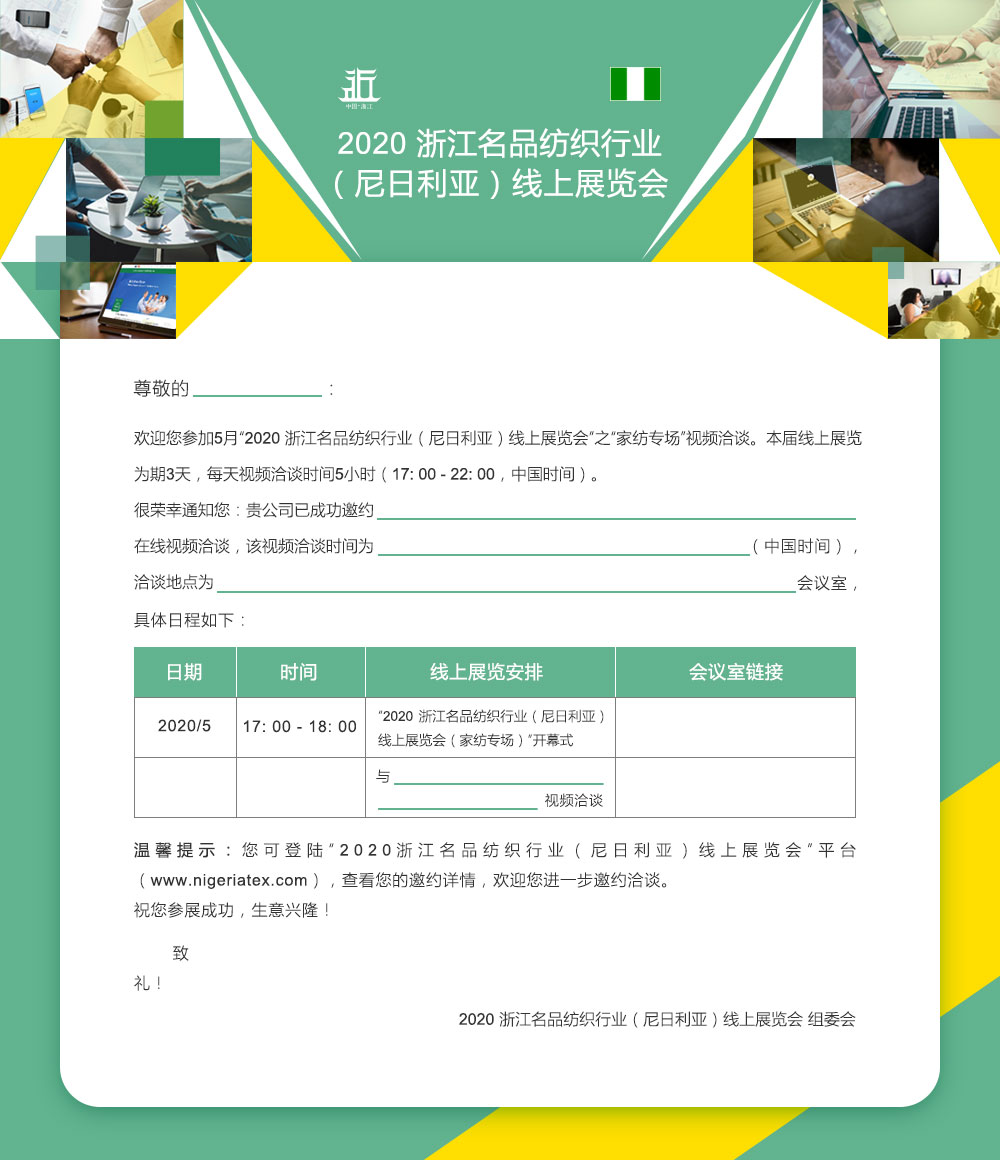 浙
中国·浙江
2020 浙江名品纺织行业
（尼日利亚）线上展览会
尊敬的 ：
欢迎您参加5月“2020 浙江名品纺织行业（尼日利亚）线上展览会”之“家纺专场”视频洽谈。本届线上展览
为期3天，每天视频洽谈时间5小时（17: 00 - 22: 00，中国时间）。
很荣幸通知您：贵公司已成功邀约
在线视频洽谈，该视频洽谈时间为 （中国时间），
洽谈地点为 会议室，
具体日程如下：
日期 时间 线上展览安排 会议室链接
2020/5 17: 00 - 18: 00 “2020 浙江名品纺织行业（尼日利亚）
线上展览会（家纺专场）”开幕式
与
视频洽谈
温馨提示：您可登陆“2020浙江名品纺织行业（尼日利亚）线上展览会”平台
（www.nigeriatex.com），查看您的邀约详情，欢迎您进一步邀约洽谈。
祝您参展成功，生意兴隆！
致
礼！
2020 浙江名品纺织行业（尼日利亚）线上展览会 组委会